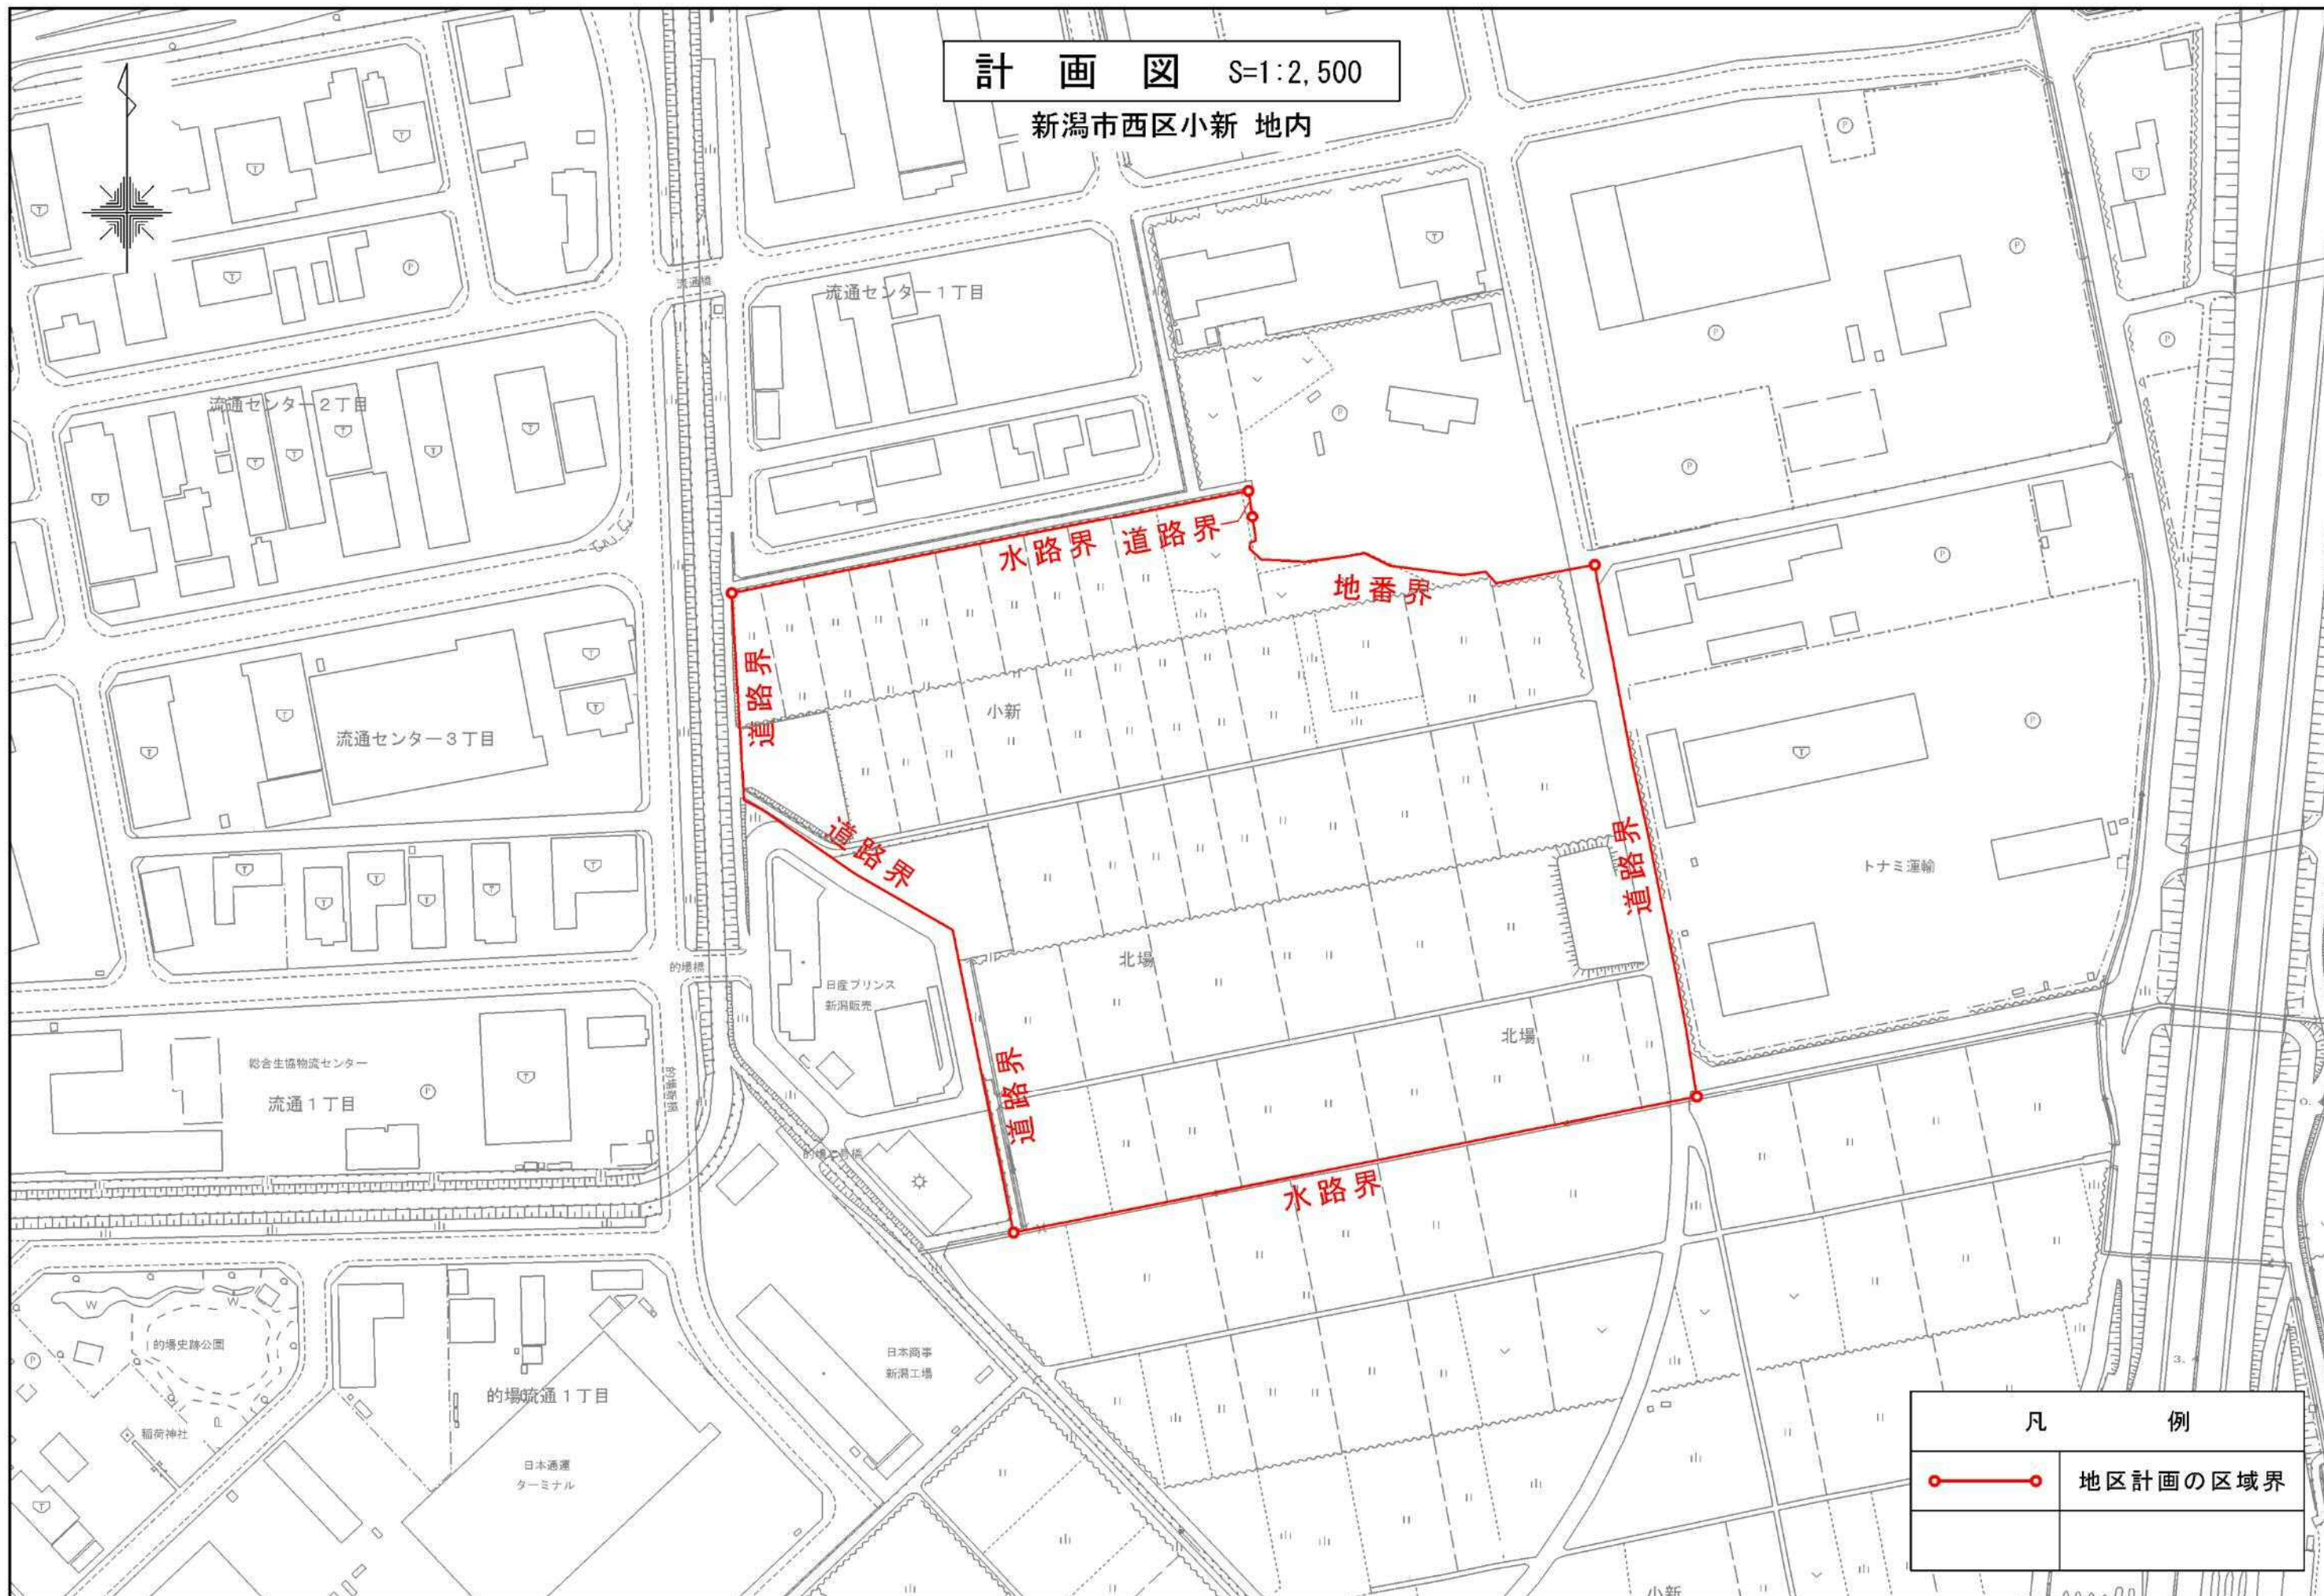 計 画 図 S=1:2,500
新潟市西区小新 地内
流通橋
流通センター1丁目
流通センター2丁目
水路界
道路界
地番界
道路界
小新
流通センター3丁目
道路界
道路界
トナミ運輸
的場橋
北場
日産プリンス
新潟販売
北場
総合生協物流センター
流通1丁目
道路界
水路界
的場史跡公園
日本商事
新潟工場
的場流通1丁目
稲荷神社
日本通運
ターミナル
凡 例
地区計画の区域界
小新